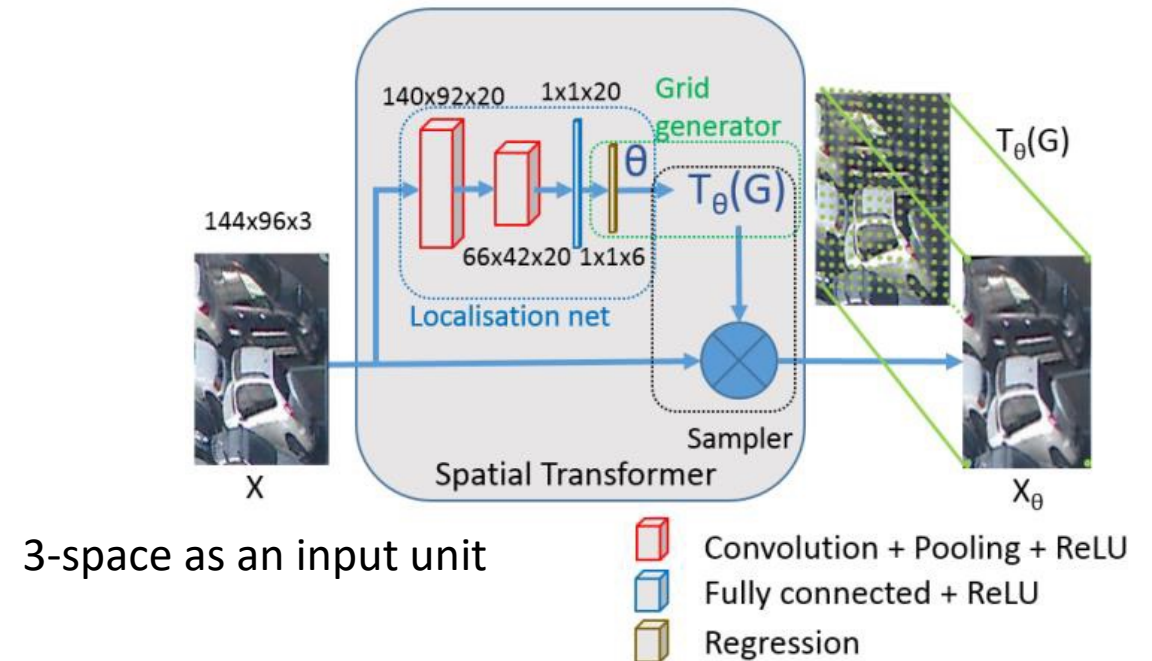 140x92x20
1x1x20
Grid
generator
θ
Tθ(G)
Tθ(G)
144x96x3
66x42x20
1x1x6
Localisation net
Sampler
Spatial Transformer
X
Xθ
3-space as an input unit
Convolution + Pooling + ReLU
Fully connected + ReLU
Regression